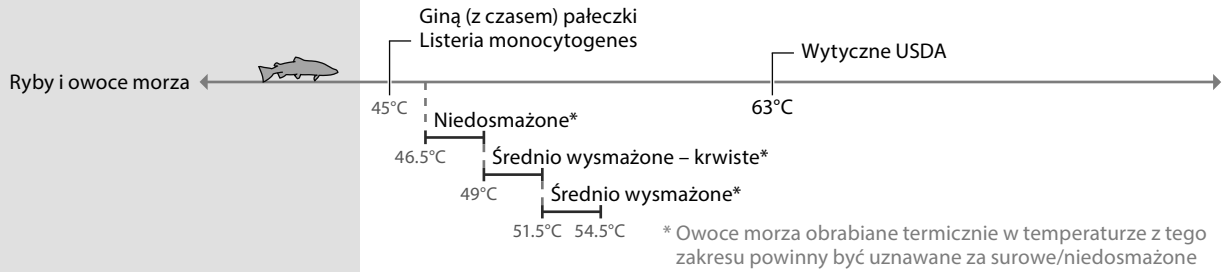 Giną (z czasem) pałeczki
Listeria monocytogenes
Wytyczne USDA
Ryby i owoce morza
45°C
63°C
Niedosmażone*
46.5°C
Średnio wysmażone – krwiste*
49°C
Średnio wysmażone*
51.5°C 54.5°C
* Owoce morza obrabiane termicznie w temperaturze z tego
zakresu powinny być uznawane za surowe/niedosmażone